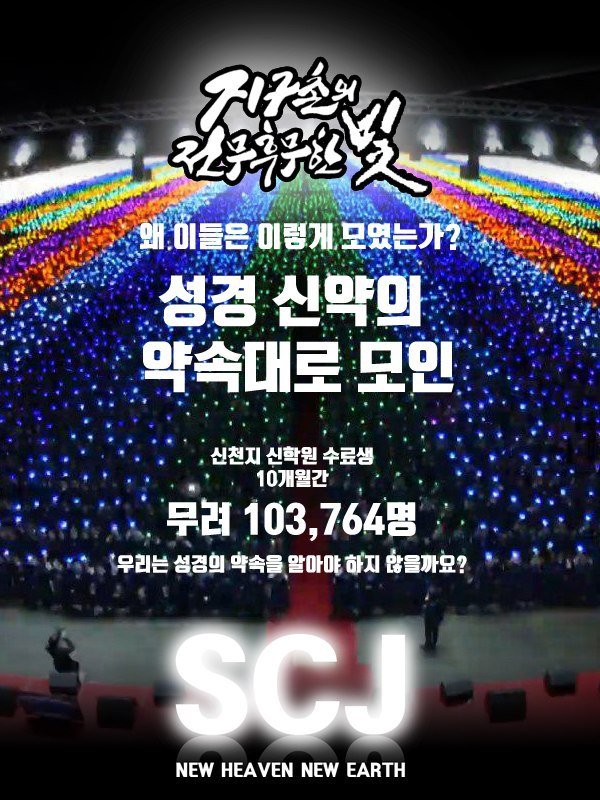 지구촌의
전무후무한 빛
왜 이들은 이렇게 모였는가?
성경 신약의
약속대로 모인
신천지 신학원 수료생
10개월간
무려 103,764명
우리는 성경의 약속을 알아야 하지 않을까요?
SCJ
NEW HEAVEN NEW EARTH